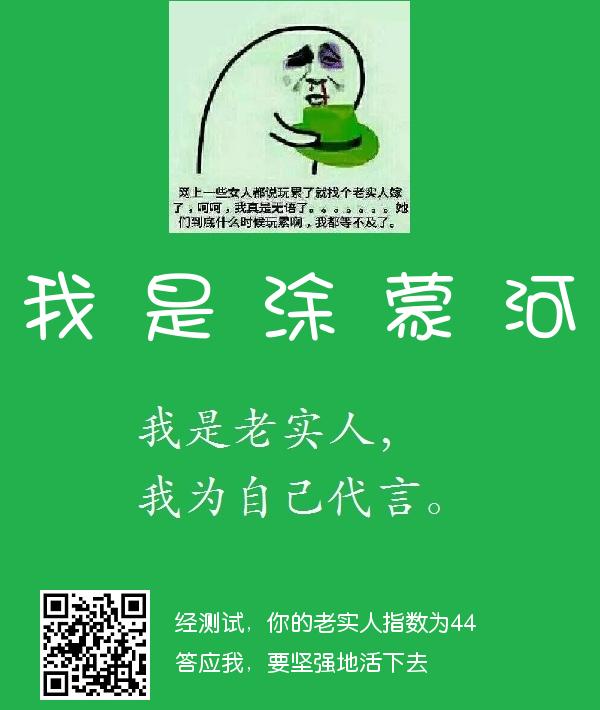 网上一些女人都说玩累了就找个老实人嫁
了，呵呵，我真是无语了。。。。。。。她
们到底什么时候玩累啊，我都等不及了。
我是涂蒙河
我是老实人，
我为自己代言。
经测试，你的老实人指数为44
答应我，要坚强地活下去